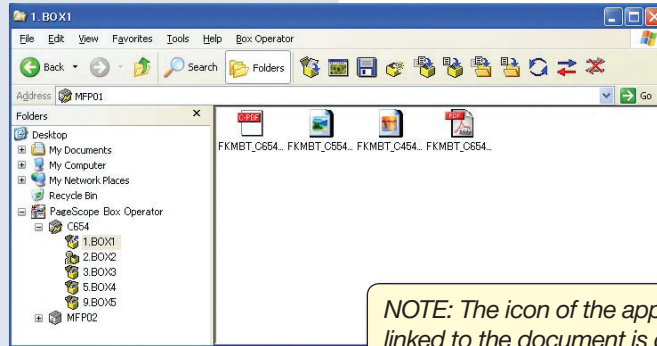 1. BOX1
File Edit View Favorites Tools Help Box Operator
Back Search Folders
Address MFP01 Go
Folders
Desktop
My Documents
My Computer
My Network Places
Recycle Bin
PageScope Box Operator
C654
1.BOX1
2.BOX2
3.BOX3
5.BOX4
9.BOX5
MFP02
C-PDF PDF Adobe
FKMBT_C654... FKMBT_C554... FKMBT_C454... FKMBT_C654...
NOTE: The icon of the app
linked to the document is